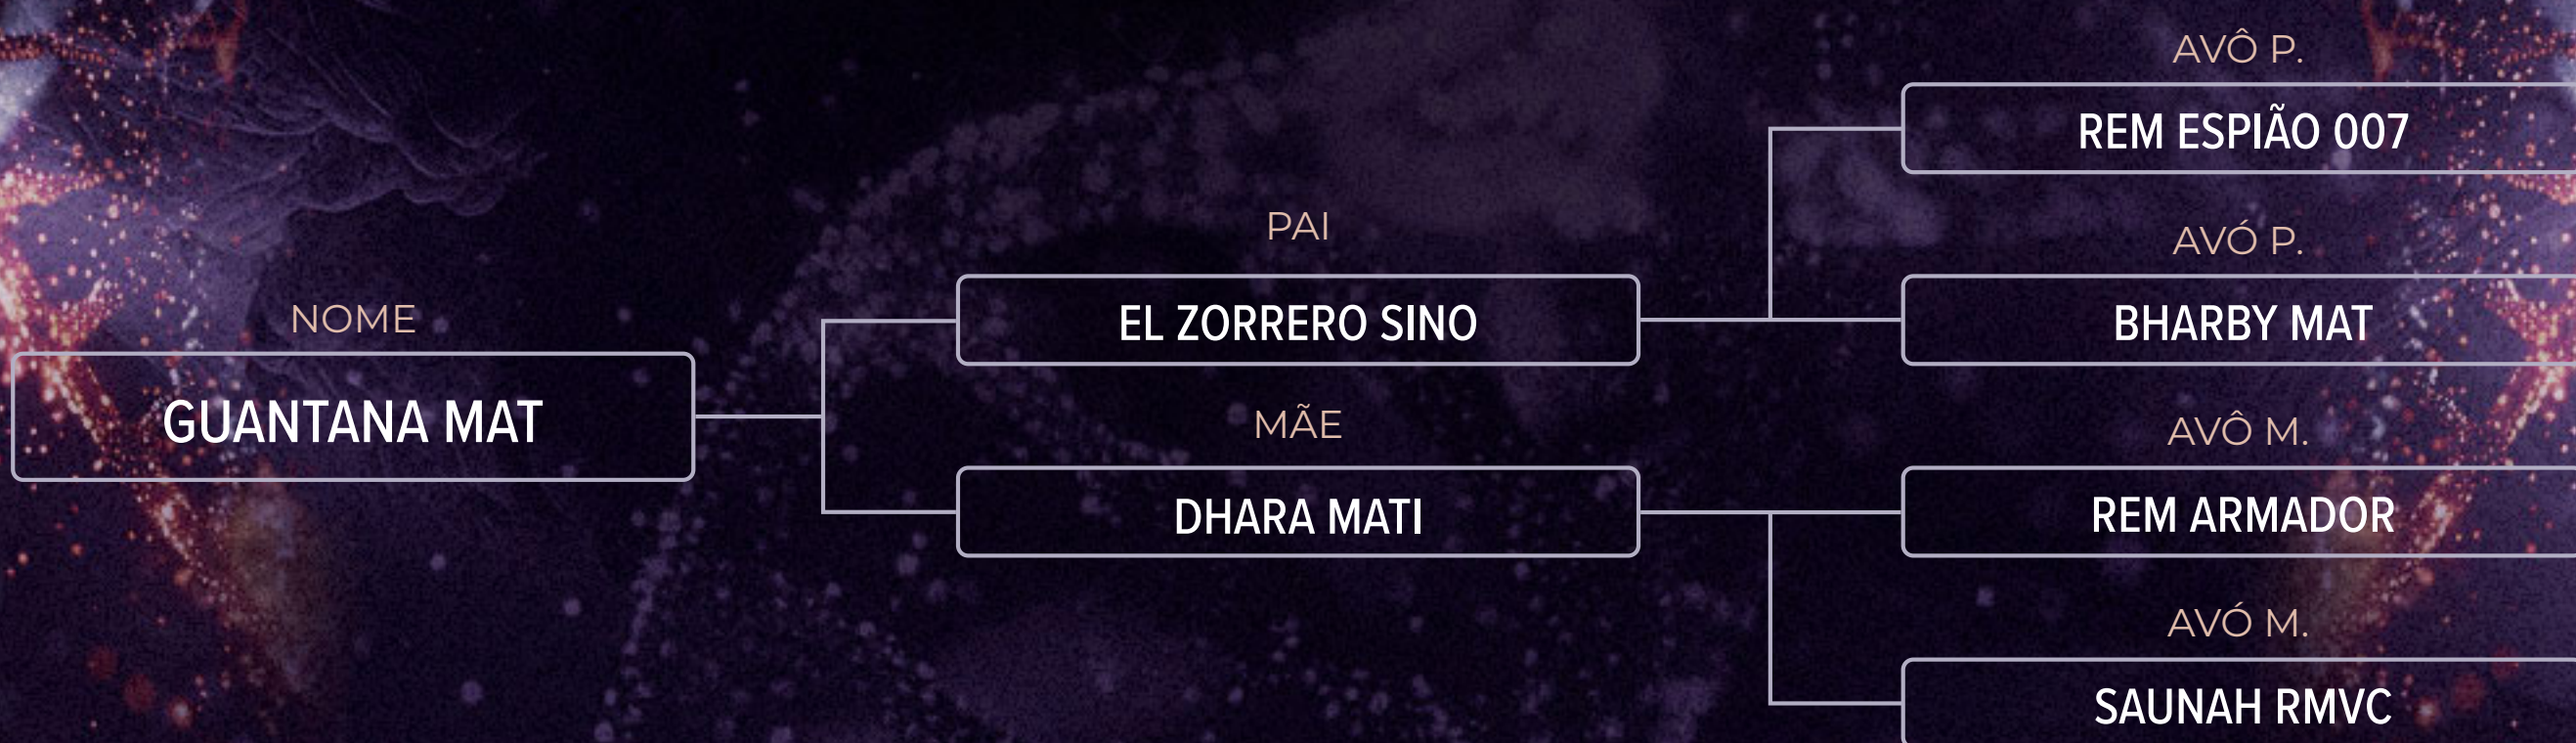 NOME
GUANTANA MAT
PAI
EL ZORRERO SINO
MÃE
DHARA MATI
AVÔ P.
REM ESPIÃO 007
AVÓ P.
BHARBY MAT
AVÔ M.
REM ARMADOR
AVÓ M.
SAUNAH RMVC